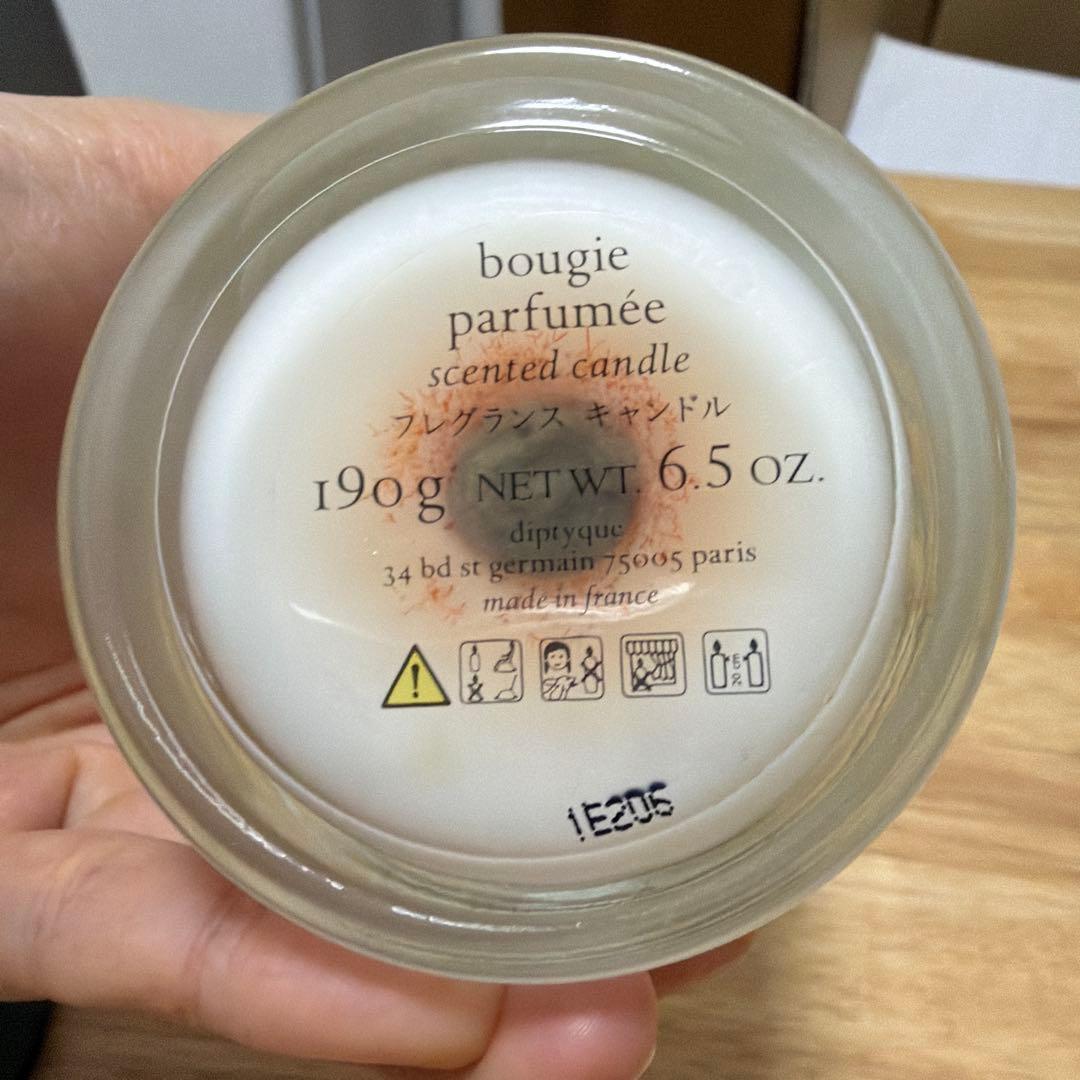 bougie
parfumée
scented candle
フレグランス キャンドル
190g NET WT. 6.5 OZ.
diptyque
34 bd st germain 75005 paris
made in france
1E206